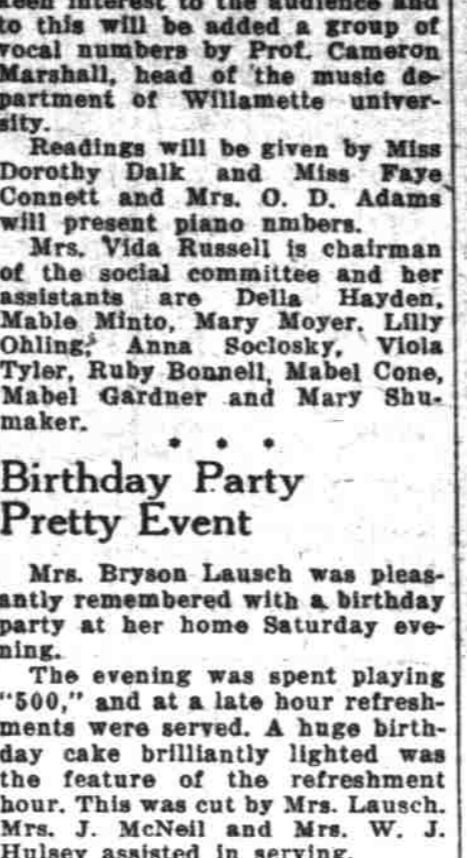 keen interest to the audience and
to this will be added a group of
vocal numbers by Prof. Cameron
Marshall, head of the music de-
partment of Willamette univer-
sity.
Readings will be given by Miss
Dorothy Dalk and Miss Faye
Connett and Mrs. O. D. Adams
will present piano nmbers.
Mrs. Vida Russell is chairman
of the social committee and her
assistants are Della Hayden,
Mable Minto, Mary Moyer, Lilly
Ohling, Anna Soclosky, Viola
Tyler, Ruby Bonnell, Mabel Cone,
Mabel Gardner and Mary Shu-
maker.
* * *
Birthday Party
Pretty Event
Mrs. Bryson Lausch was pleas-
antly remembered with a birthday
party at her home Saturday eve-
ning.
The evening was spent playing
"500," and at a late hour refresh-
ments were served. A huge birth-
day cake brilliantly lighted was
the feature of the refreshment
hour. This was cut by Mrs. Lausch.
Mrs. J. McNeil and Mrs. W. J.
Hulsey assisted in serving.